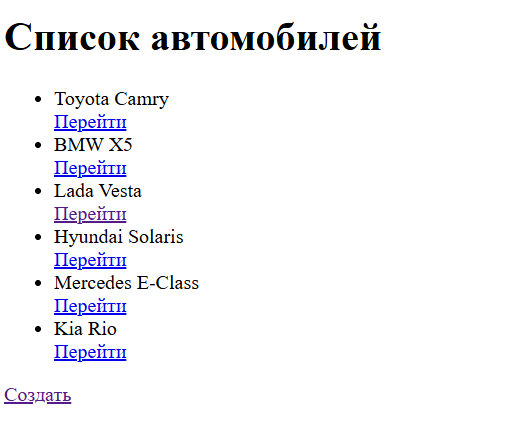 Список автомобилей
Toyota Camry
Перейти
BMW X5
Перейти
Lada Vesta
Перейти
Hyundai Solaris
Перейти
Mercedes E-Class
Перейти
Kia Rio
Перейти
Создать